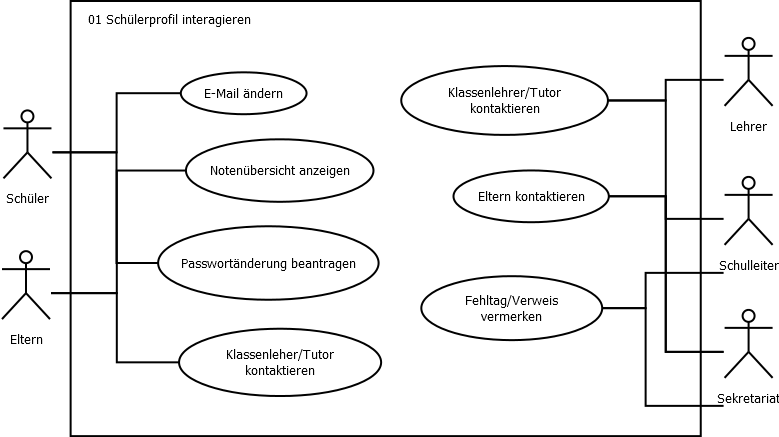 01 Schülerprofil interagieren
E-Mail ändern
Notenübersicht anzeigen
Passwortänderung beantragen
Klassenleher/Tutor
kontaktieren
Klassenlehrer/Tutor
kontaktieren
Eltern kontaktieren
Fehltag/Verweis
vermerken
Schüler
Eltern
Lehrer
Schulleiter
Sekretariat